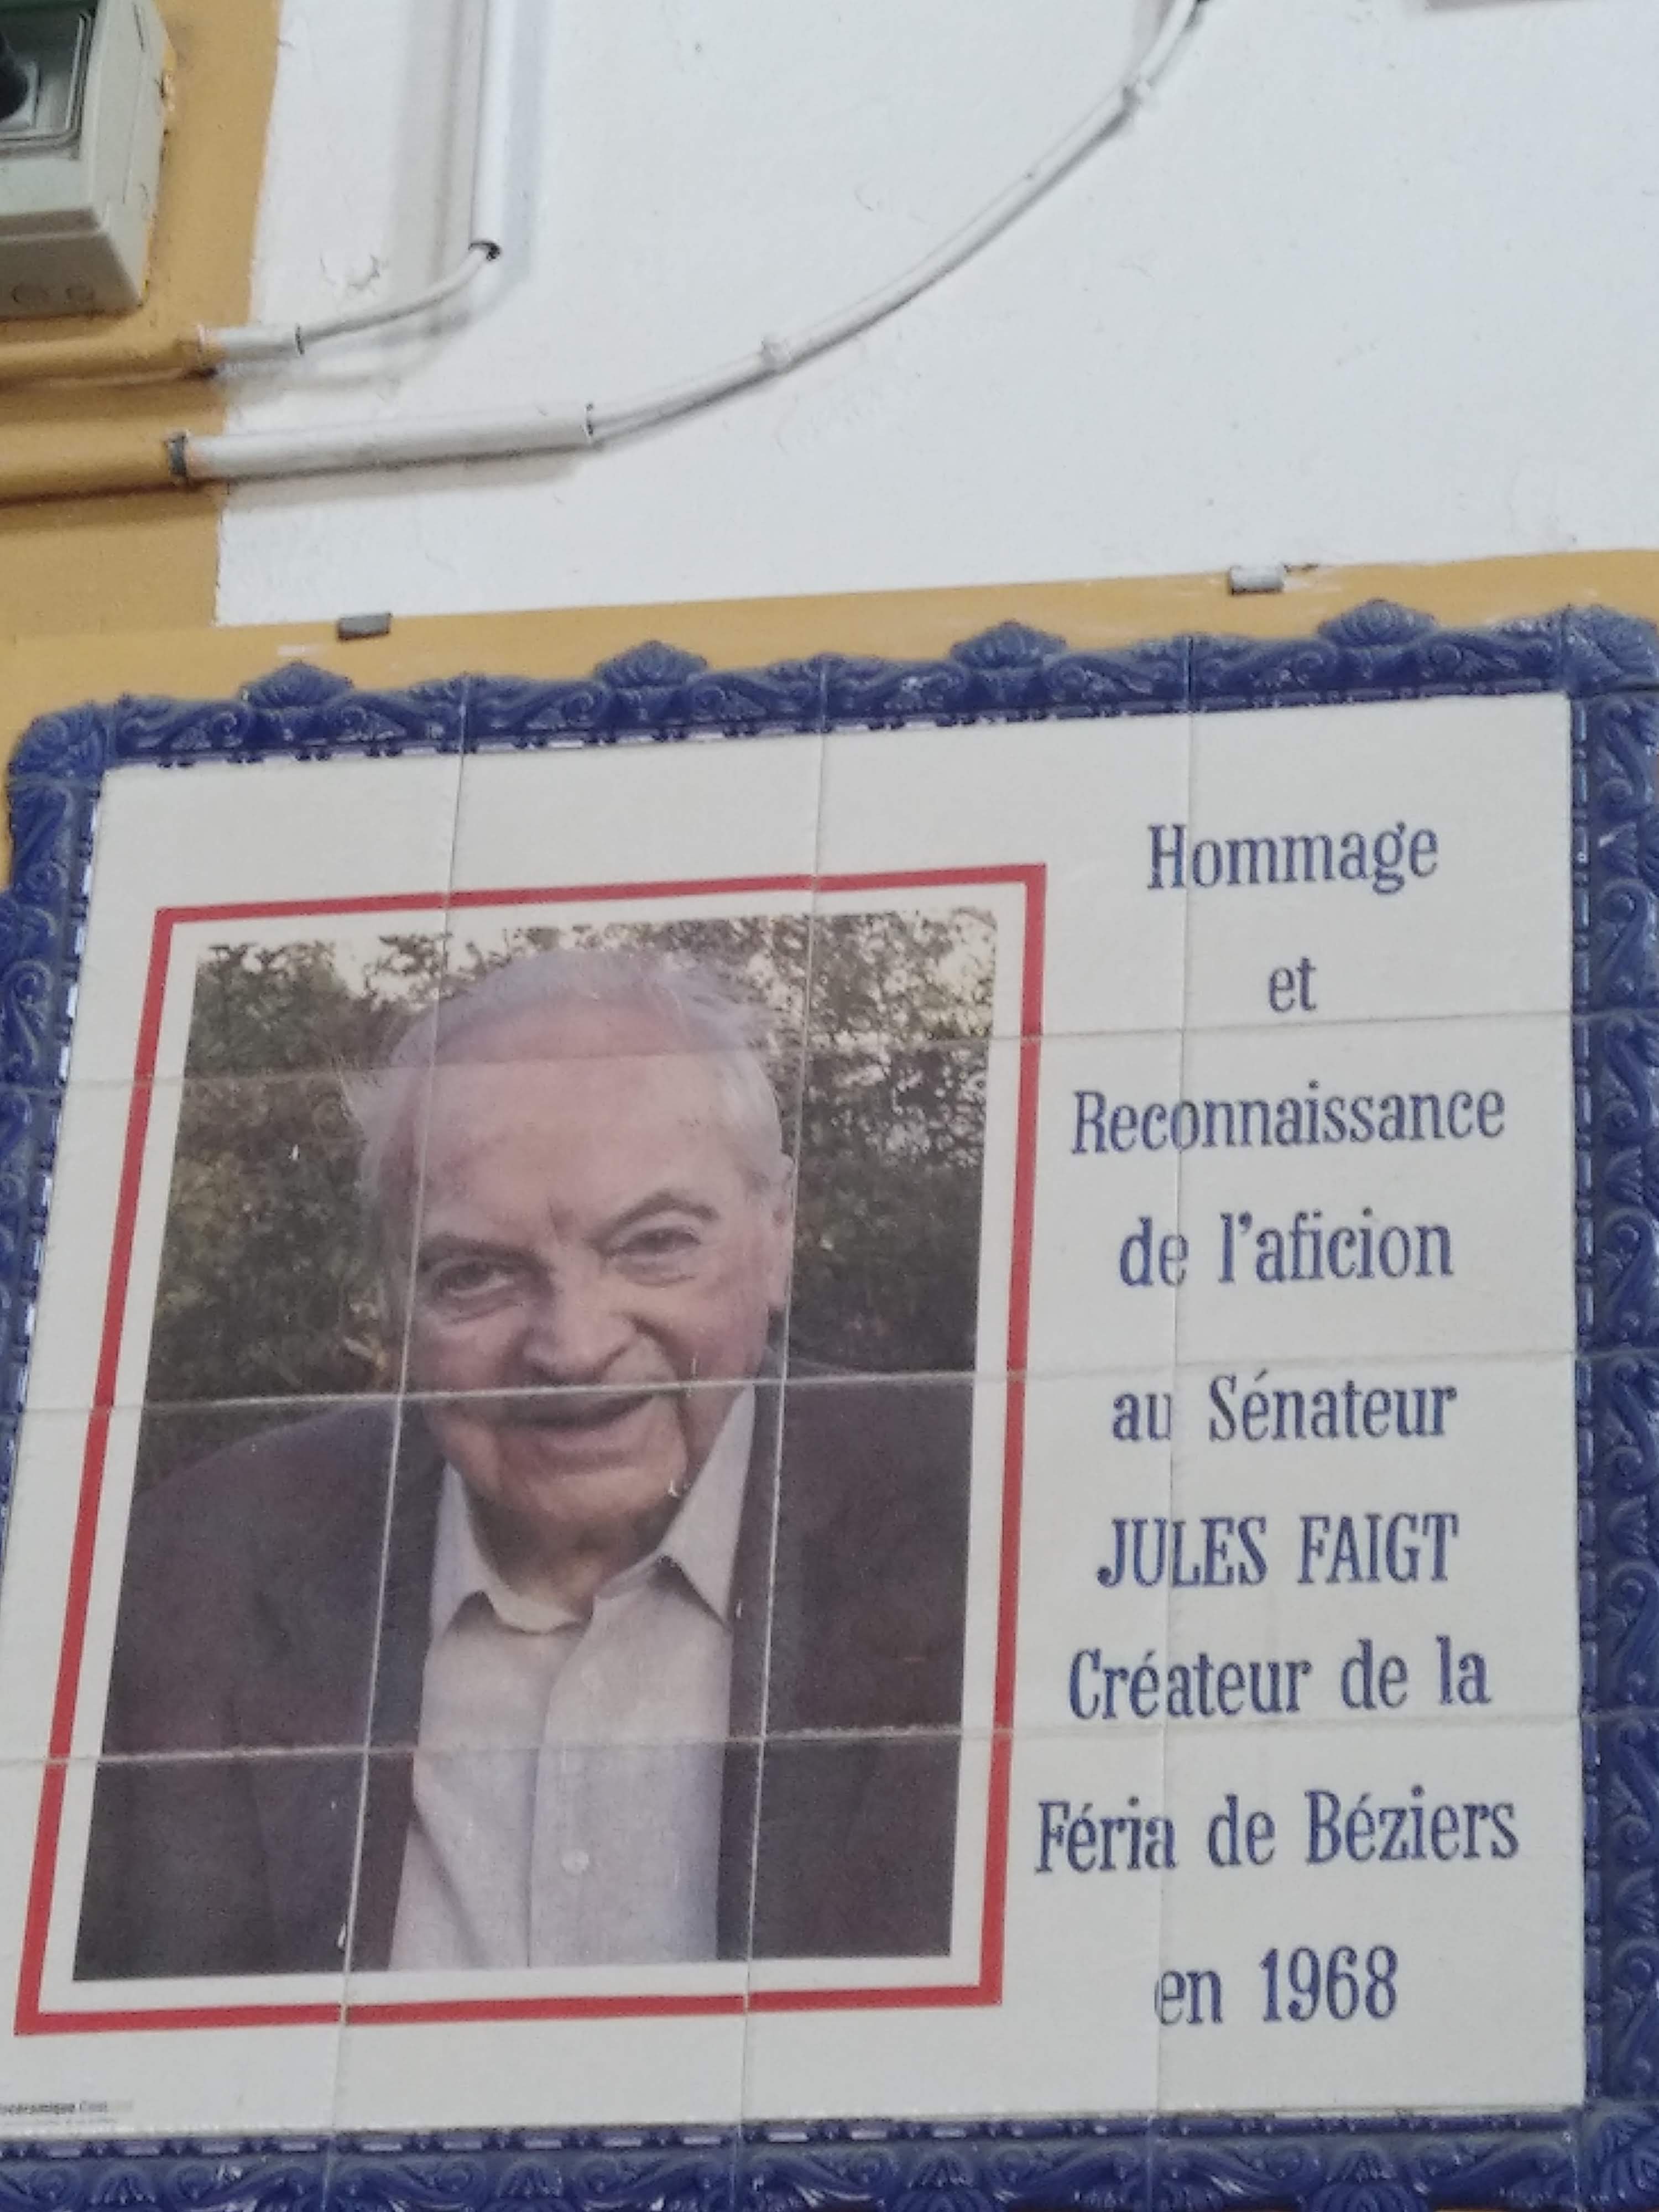 Hommage
et
Reconnaissance
de l'aficion
au Sénateur
JULES FAIGT
Créateur de la
Féria de Béziers
en 1968